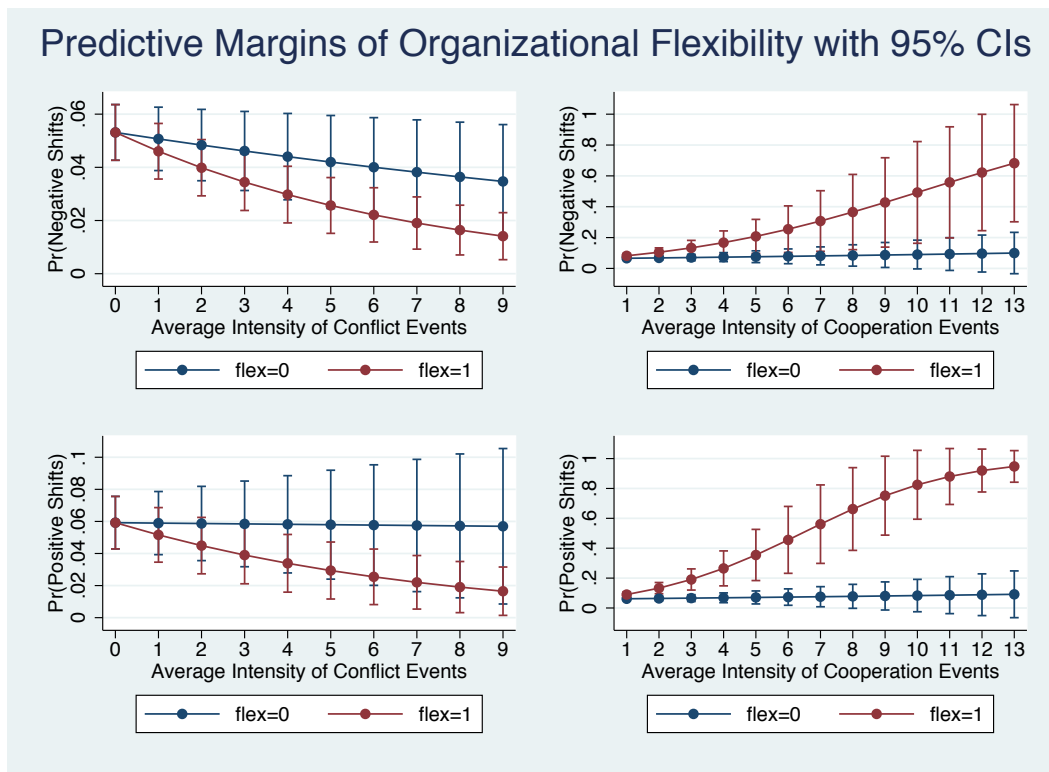 Predictive Margins of Organizational Flexibility with 95% CIs
Pr(Negative Shifts)
0 .02 .04 .06
0 1 2 3 4 5 6 7 8 9
Average Intensity of Conflict Events
flex=0 flex=1
Pr(Negative Shifts)
0 .2 .4 .6 .8 1
1 2 3 4 5 6 7 8 9 10 11 12 13
Average Intensity of Cooperation Events
flex=0 flex=1
Pr(Positive Shifts)
0 .02 .04 .06 .08 .1
0 1 2 3 4 5 6 7 8 9
Average Intensity of Conflict Events
flex=0 flex=1
Pr(Positive Shifts)
0 .2 .4 .6 .8 1
1 2 3 4 5 6 7 8 9 10 11 12 13
Average Intensity of Cooperation Events
flex=0 flex=1